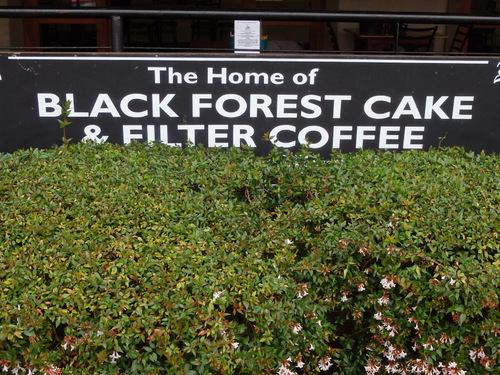 The Home of
BLACK FOREST CAKE
& FILTER COFFEE